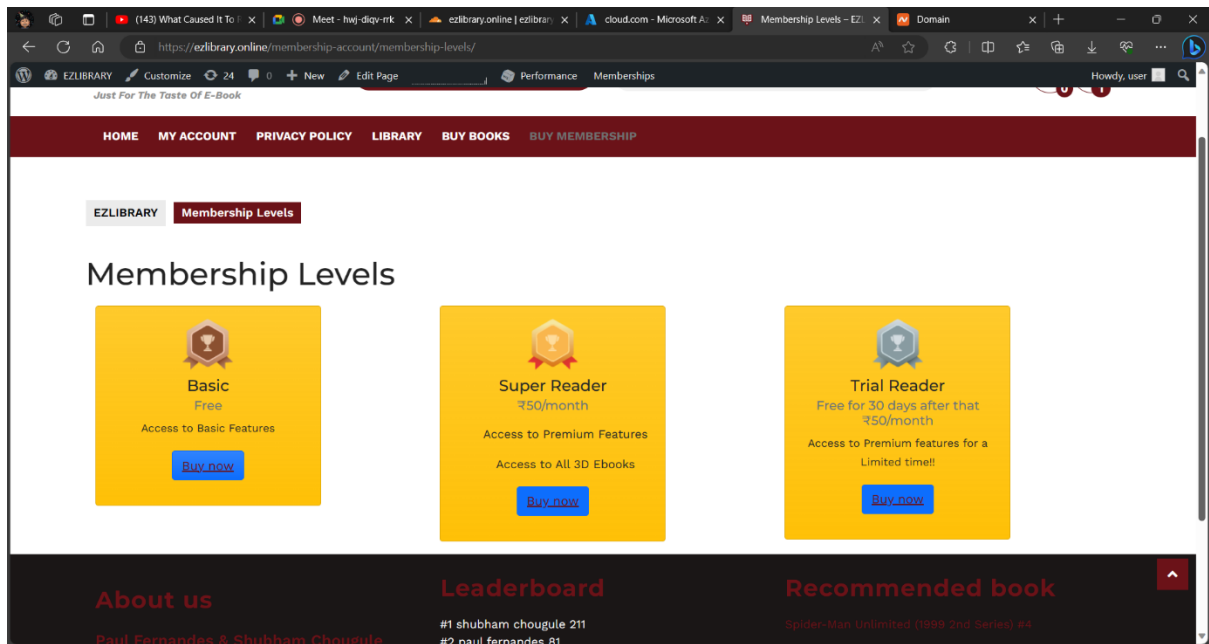 (143) What Caused It To
Meet - hwj-diqv-rrk
ezlibrary.online | ezlibrary
cloud.com - Microsoft Az
Membership Levels – EZL
Domain
https://ezlibrary.online/membership-account/membership-levels/
EZLIBRARY Customize 24 0 New Edit Page Performance Memberships Howdy, user
Just For The Taste Of E-Book
0 1
HOME MY ACCOUNT PRIVACY POLICY LIBRARY BUY BOOKS BUY MEMBERSHIP
EZLIBRARY Membership Levels
Membership Levels
Basic
Free
Access to Basic Features
Buy now
Super Reader
₹50/month
Access to Premium Features
Access to All 3D Ebooks
Buy now
Trial Reader
Free for 30 days after that
₹50/month
Access to Premium features for a
Limited time!!
Buy now
About us
Paul Fernandes & Shubham Chougule
Leaderboard
#1 shubham chougule 211
#2 paul fernandes 81
Recommended book
Spider-Man Unlimited (1999 2nd Series) #4